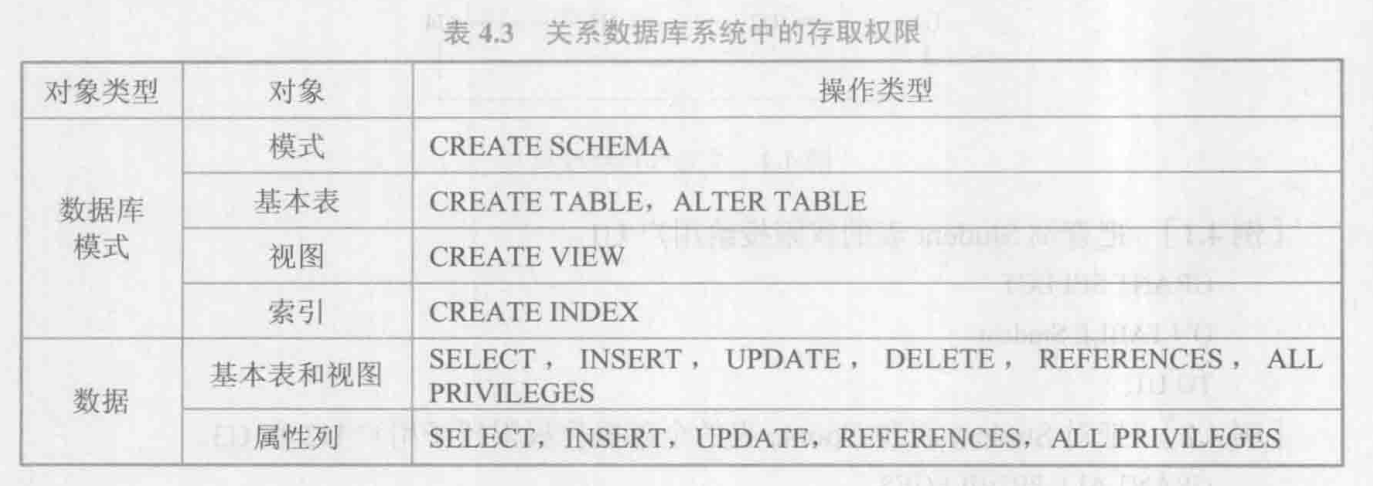 表 4.3 关系数据库系统中的存取权限
对象类型 对象 操作类型
数据库模式 模式 CREATE SCHEMA
基本表 CREATE TABLE，ALTER TABLE
视图 CREATE VIEW
索引 CREATE INDEX
数据 基本表和视图 SELECT，INSERT，UPDATE，DELETE，REFERENCES，ALL
PRIVILEGES
属性列 SELECT，INSERT，UPDATE，REFERENCES，ALL PRIVILEGES